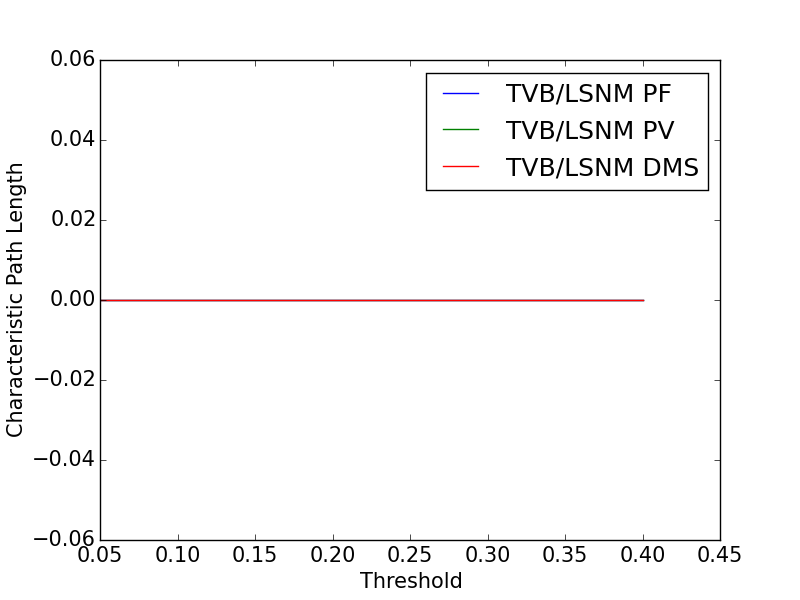 0.06
0.04
0.02
0.00
−0.02
−0.04
−0.06
Characteristic Path Length
TVB/LSNM PF
TVB/LSNM PV
TVB/LSNM DMS
0.05 0.10 0.15 0.20 0.25 0.30 0.35 0.40 0.45
Threshold